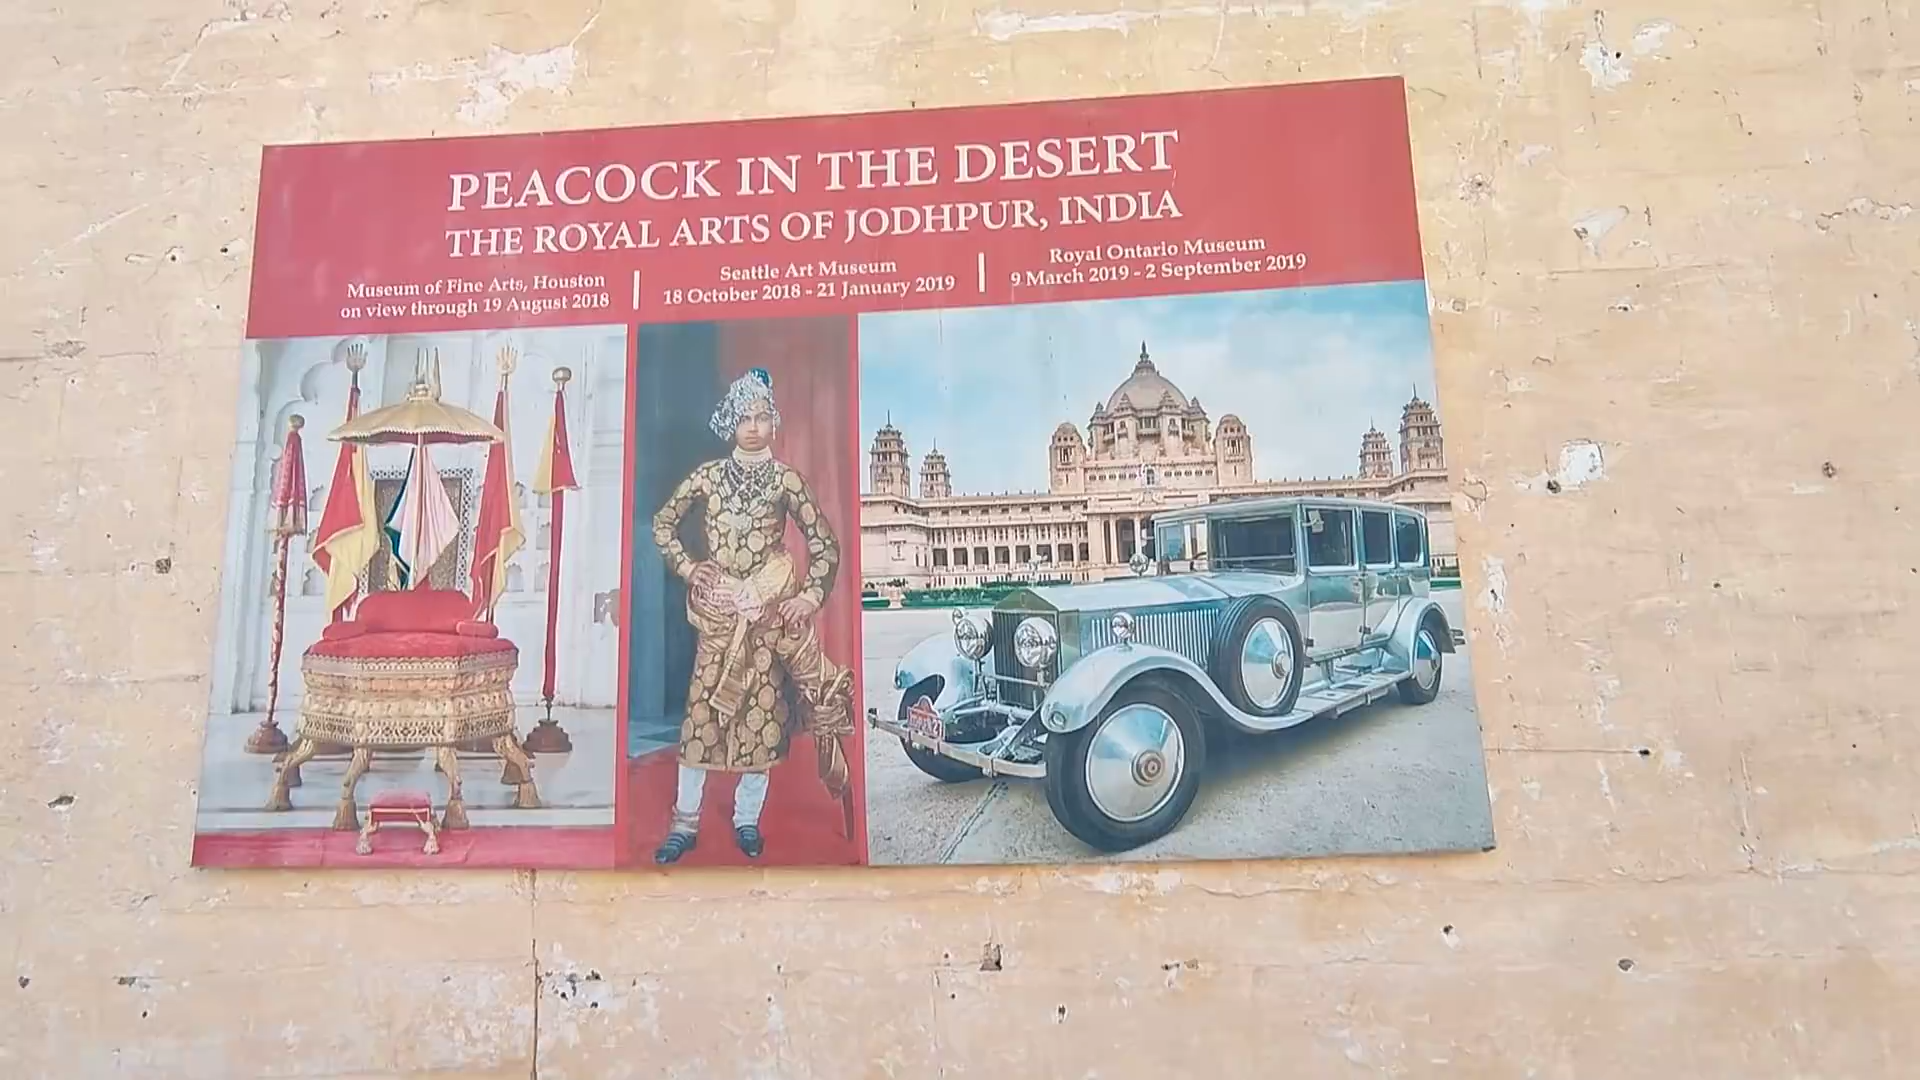 PEACOCK IN THE DESERT
THE ROYAL ARTS OF JODHPUR, INDIA
Museum of Fine Arts, Houston
on view through 19 August 2018
Seattle Art Museum
18 October 2018 - 21 January 2019
Royal Ontario Museum
9 March 2019 - 2 September 2019